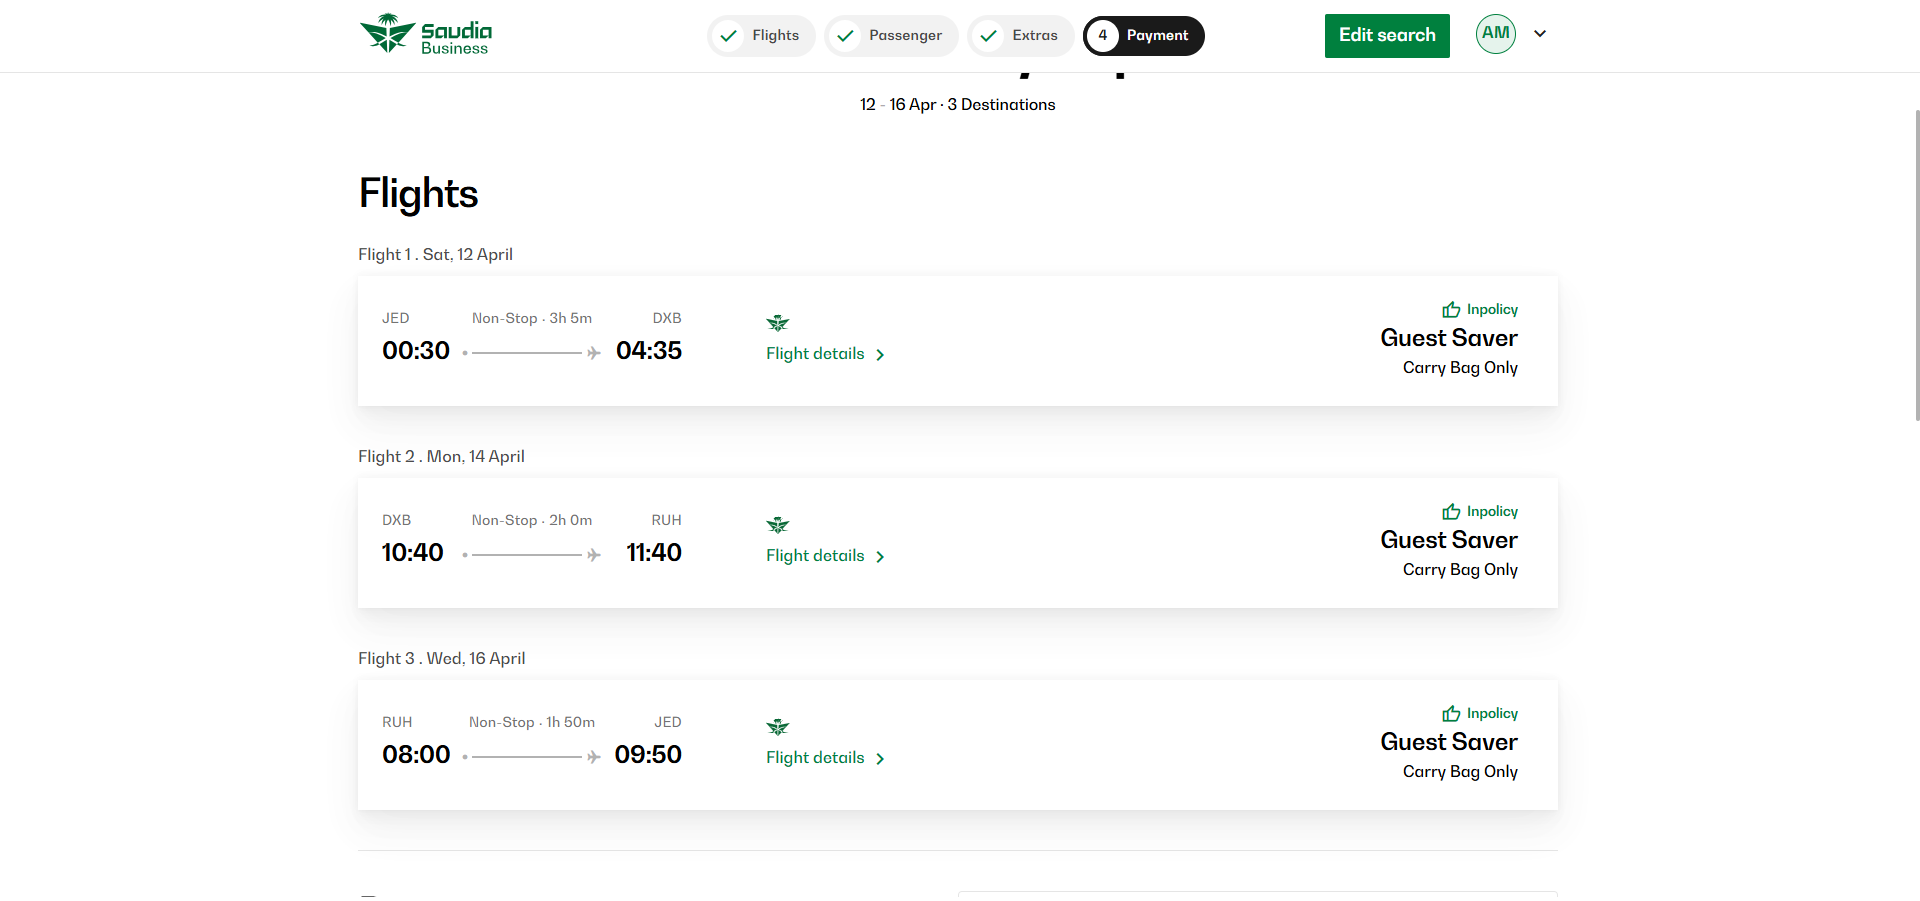 Saudia
Business
Flights
Passenger
Extras
4 Payment
Edit search
AM
12 - 16 Apr · 3 Destinations
Flights
Flight 1 . Sat, 12 April
JED Non-Stop · 3h 5m DXB
00:30 04:35
Flight details
Inpolicy
Guest Saver
Carry Bag Only
Flight 2 . Mon, 14 April
DXB Non-Stop · 2h 0m RUH
10:40 11:40
Flight details
Inpolicy
Guest Saver
Carry Bag Only
Flight 3 . Wed, 16 April
RUH Non-Stop · 1h 50m JED
08:00 09:50
Flight details
Inpolicy
Guest Saver
Carry Bag Only